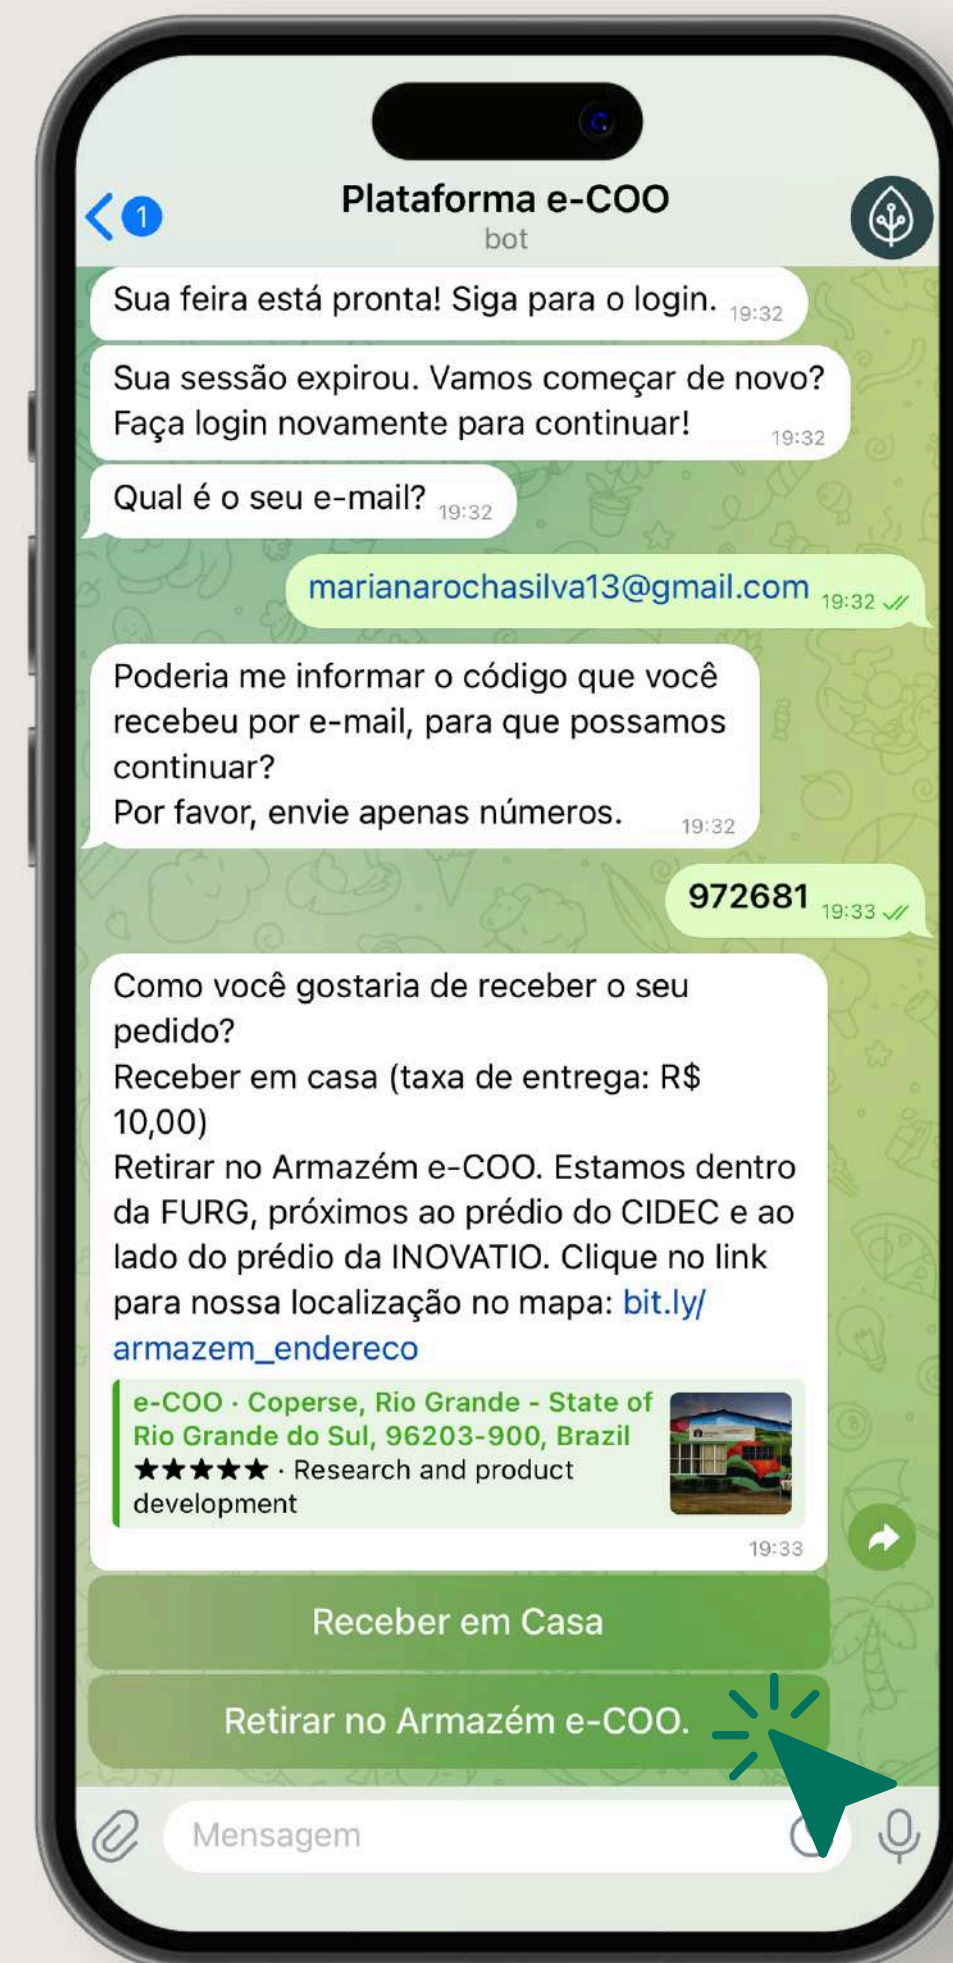 1
Plataforma e-COO
bot
Sua feira está pronta! Siga para o login. 19:32
Sua sessão expirou. Vamos começar de novo?
Faça login novamente para continuar! 19:32
Qual é o seu e-mail? 19:32
marianarochasilva13@gmail.com 19:32
Poderia me informar o código que você
recebeu por e-mail, para que possamos
continuar?
Por favor, envie apenas números. 19:32
972681 19:33
Como você gostaria de receber o seu
pedido?
Receber em casa (taxa de entrega: R$
10,00)
Retirar no Armazém e-COO. Estamos dentro
da FURG, próximos ao prédio do CIDEC e ao
lado do prédio da INOVATIO. Clique no link
para nossa localização no mapa: bit.ly/
armazem_endereco
e-COO · Coperse, Rio Grande - State of
Rio Grande do Sul, 96203-900, Brazil
★★★★★ · Research and product
development
19:33
Receber em Casa
Retirar no Armazém e-COO.
Mensagem